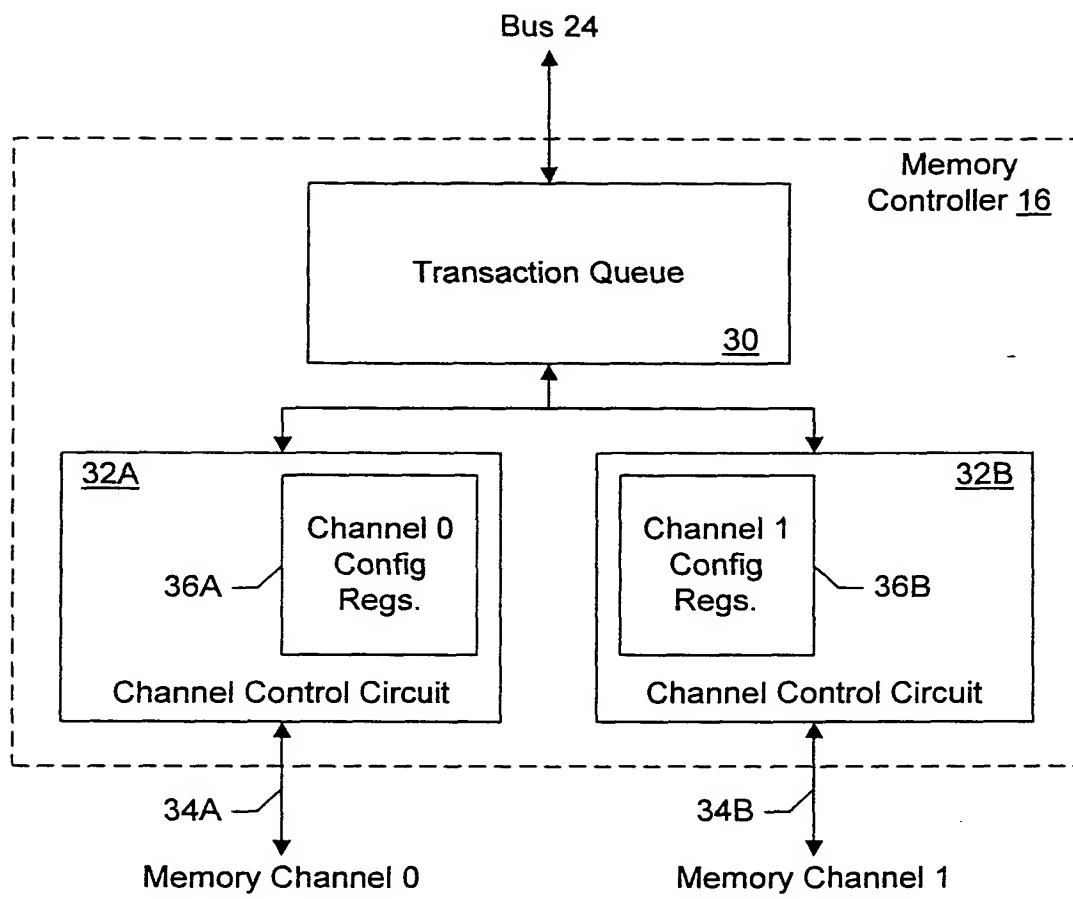 Bus 24
Memory
Controller 16
Transaction Queue
30
32A
Channel 0
Config
Regs.
36A
Channel Control Circuit
32B
Channel 1
Config
Regs.
36B
Channel Control Circuit
34A
34B
Memory Channel 0
Memory Channel 1